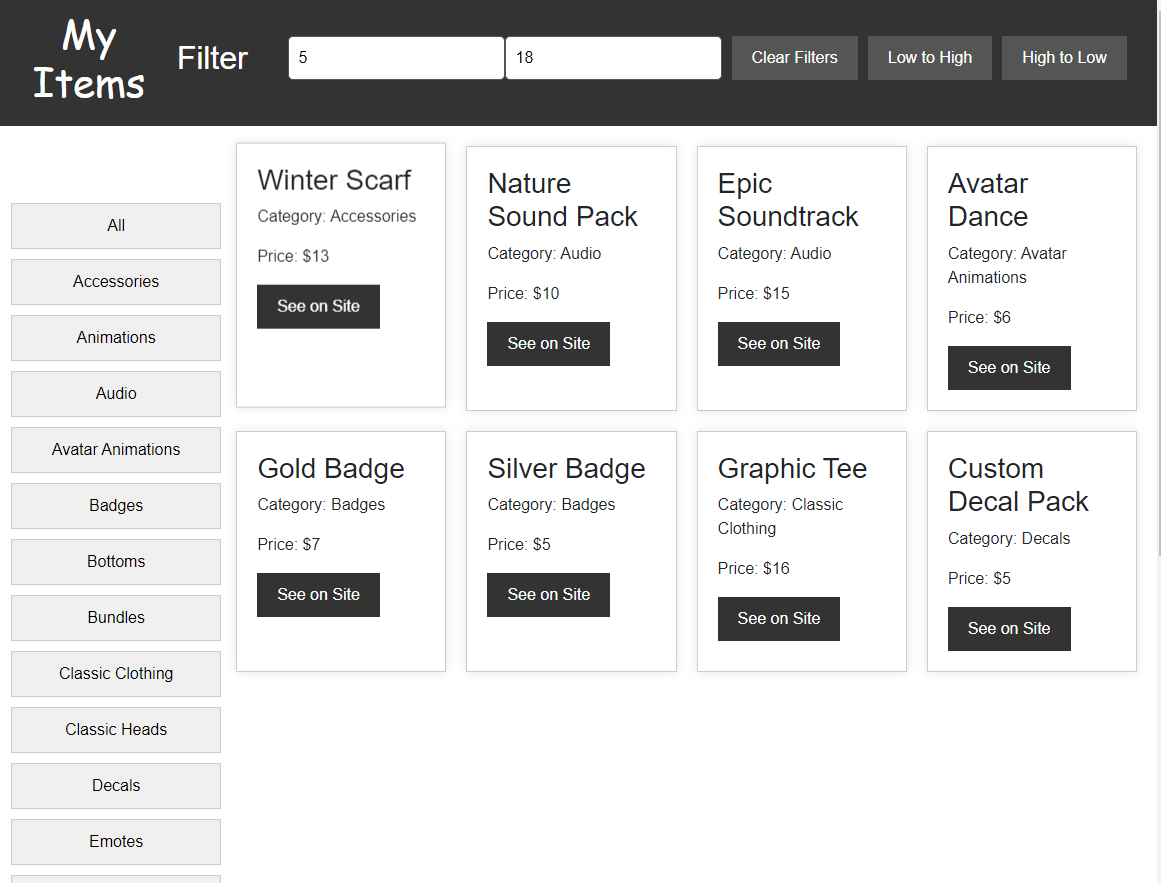 My
Items
Filter
5
18
Clear Filters
Low to High
High to Low
All
Accessories
Animations
Audio
Avatar Animations
Badges
Bottoms
Bundles
Classic Clothing
Classic Heads
Decals
Emotes
Winter Scarf
Category: Accessories
Price: $13
See on Site
Nature
Sound Pack
Category: Audio
Price: $10
See on Site
Epic
Soundtrack
Category: Audio
Price: $15
See on Site
Avatar
Dance
Category: Avatar
Animations
Price: $6
See on Site
Gold Badge
Category: Badges
Price: $7
See on Site
Silver Badge
Category: Badges
Price: $5
See on Site
Graphic Tee
Category: Classic
Clothing
Price: $16
See on Site
Custom
Decal Pack
Category: Decals
Price: $5
See on Site